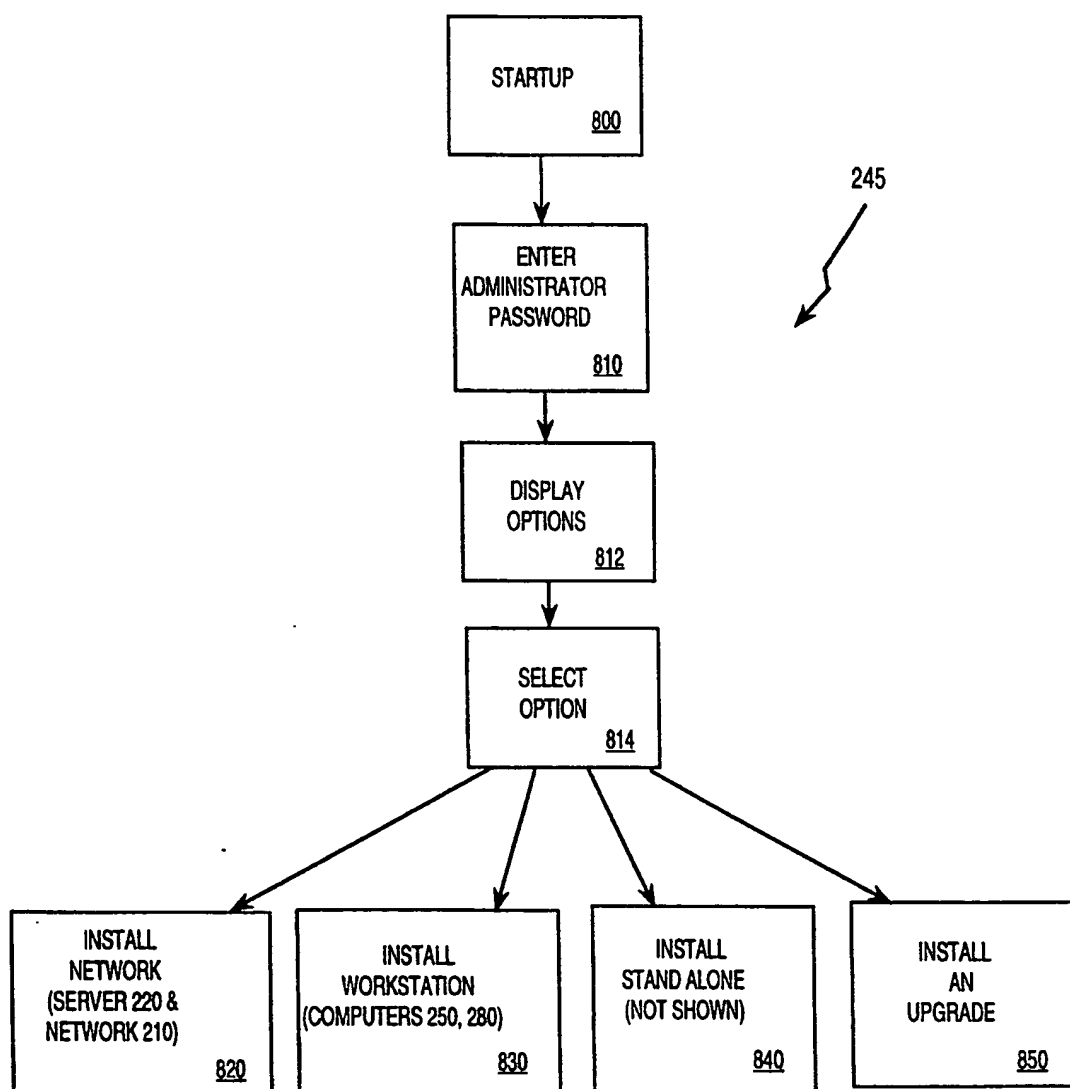 STARTUP
800
245
ENTER
ADMINISTRATOR
PASSWORD
810
DISPLAY
OPTIONS
812
SELECT
OPTION
814
INSTALL
NETWORK
(SERVER 220 &
NETWORK 210)
820
INSTALL
WORKSTATION
(COMPUTERS 250, 280)
830
INSTALL
STAND ALONE
(NOT SHOWN)
840
INSTALL
AN
UPGRADE
850